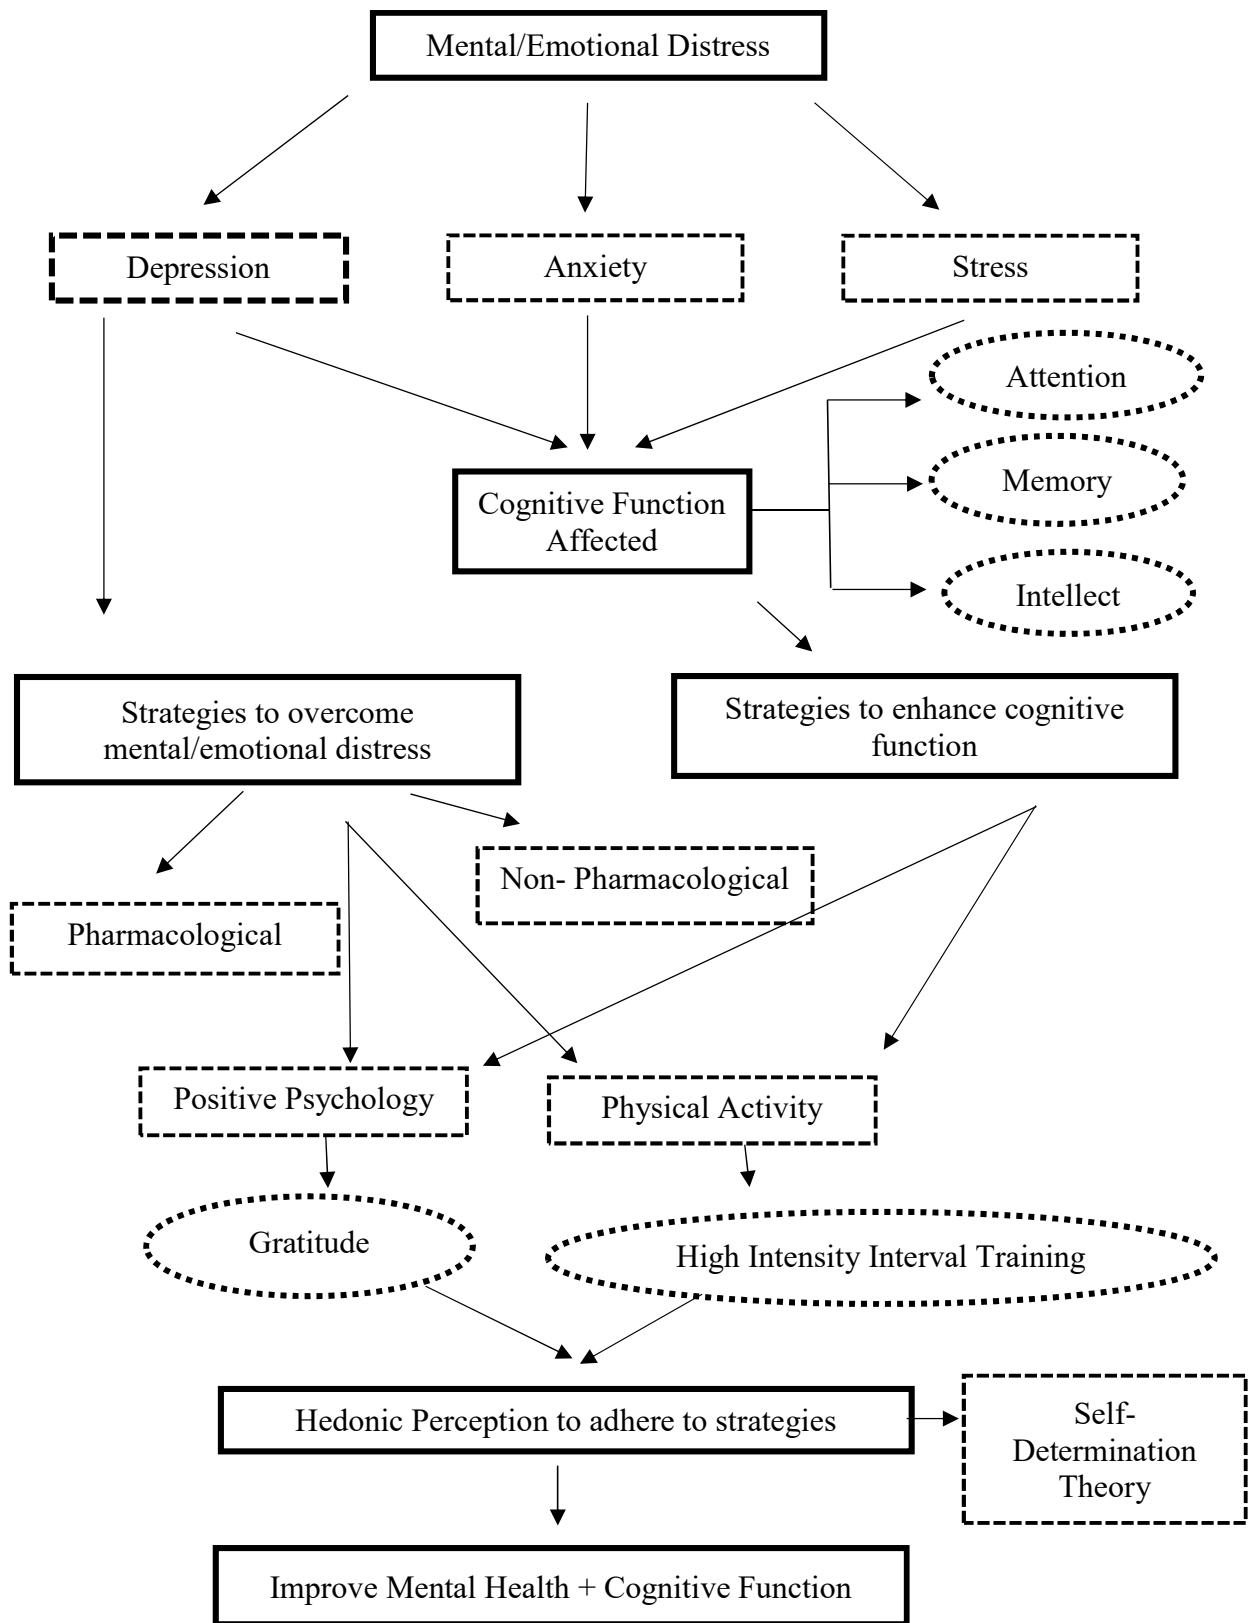 Mental/Emotional Distress
Depression
Anxiety
Stress
Attention
Memory
Cognitive Function
Affected
Intellect
Strategies to overcome
mental/emotional distress
Strategies to enhance cognitive
function
Non- Pharmacological
Pharmacological
Positive Psychology
Physical Activity
Gratitude
High Intensity Interval Training
Hedonic Perception to adhere to strategies
Self-
Determination
Theory
Improve Mental Health + Cognitive Function